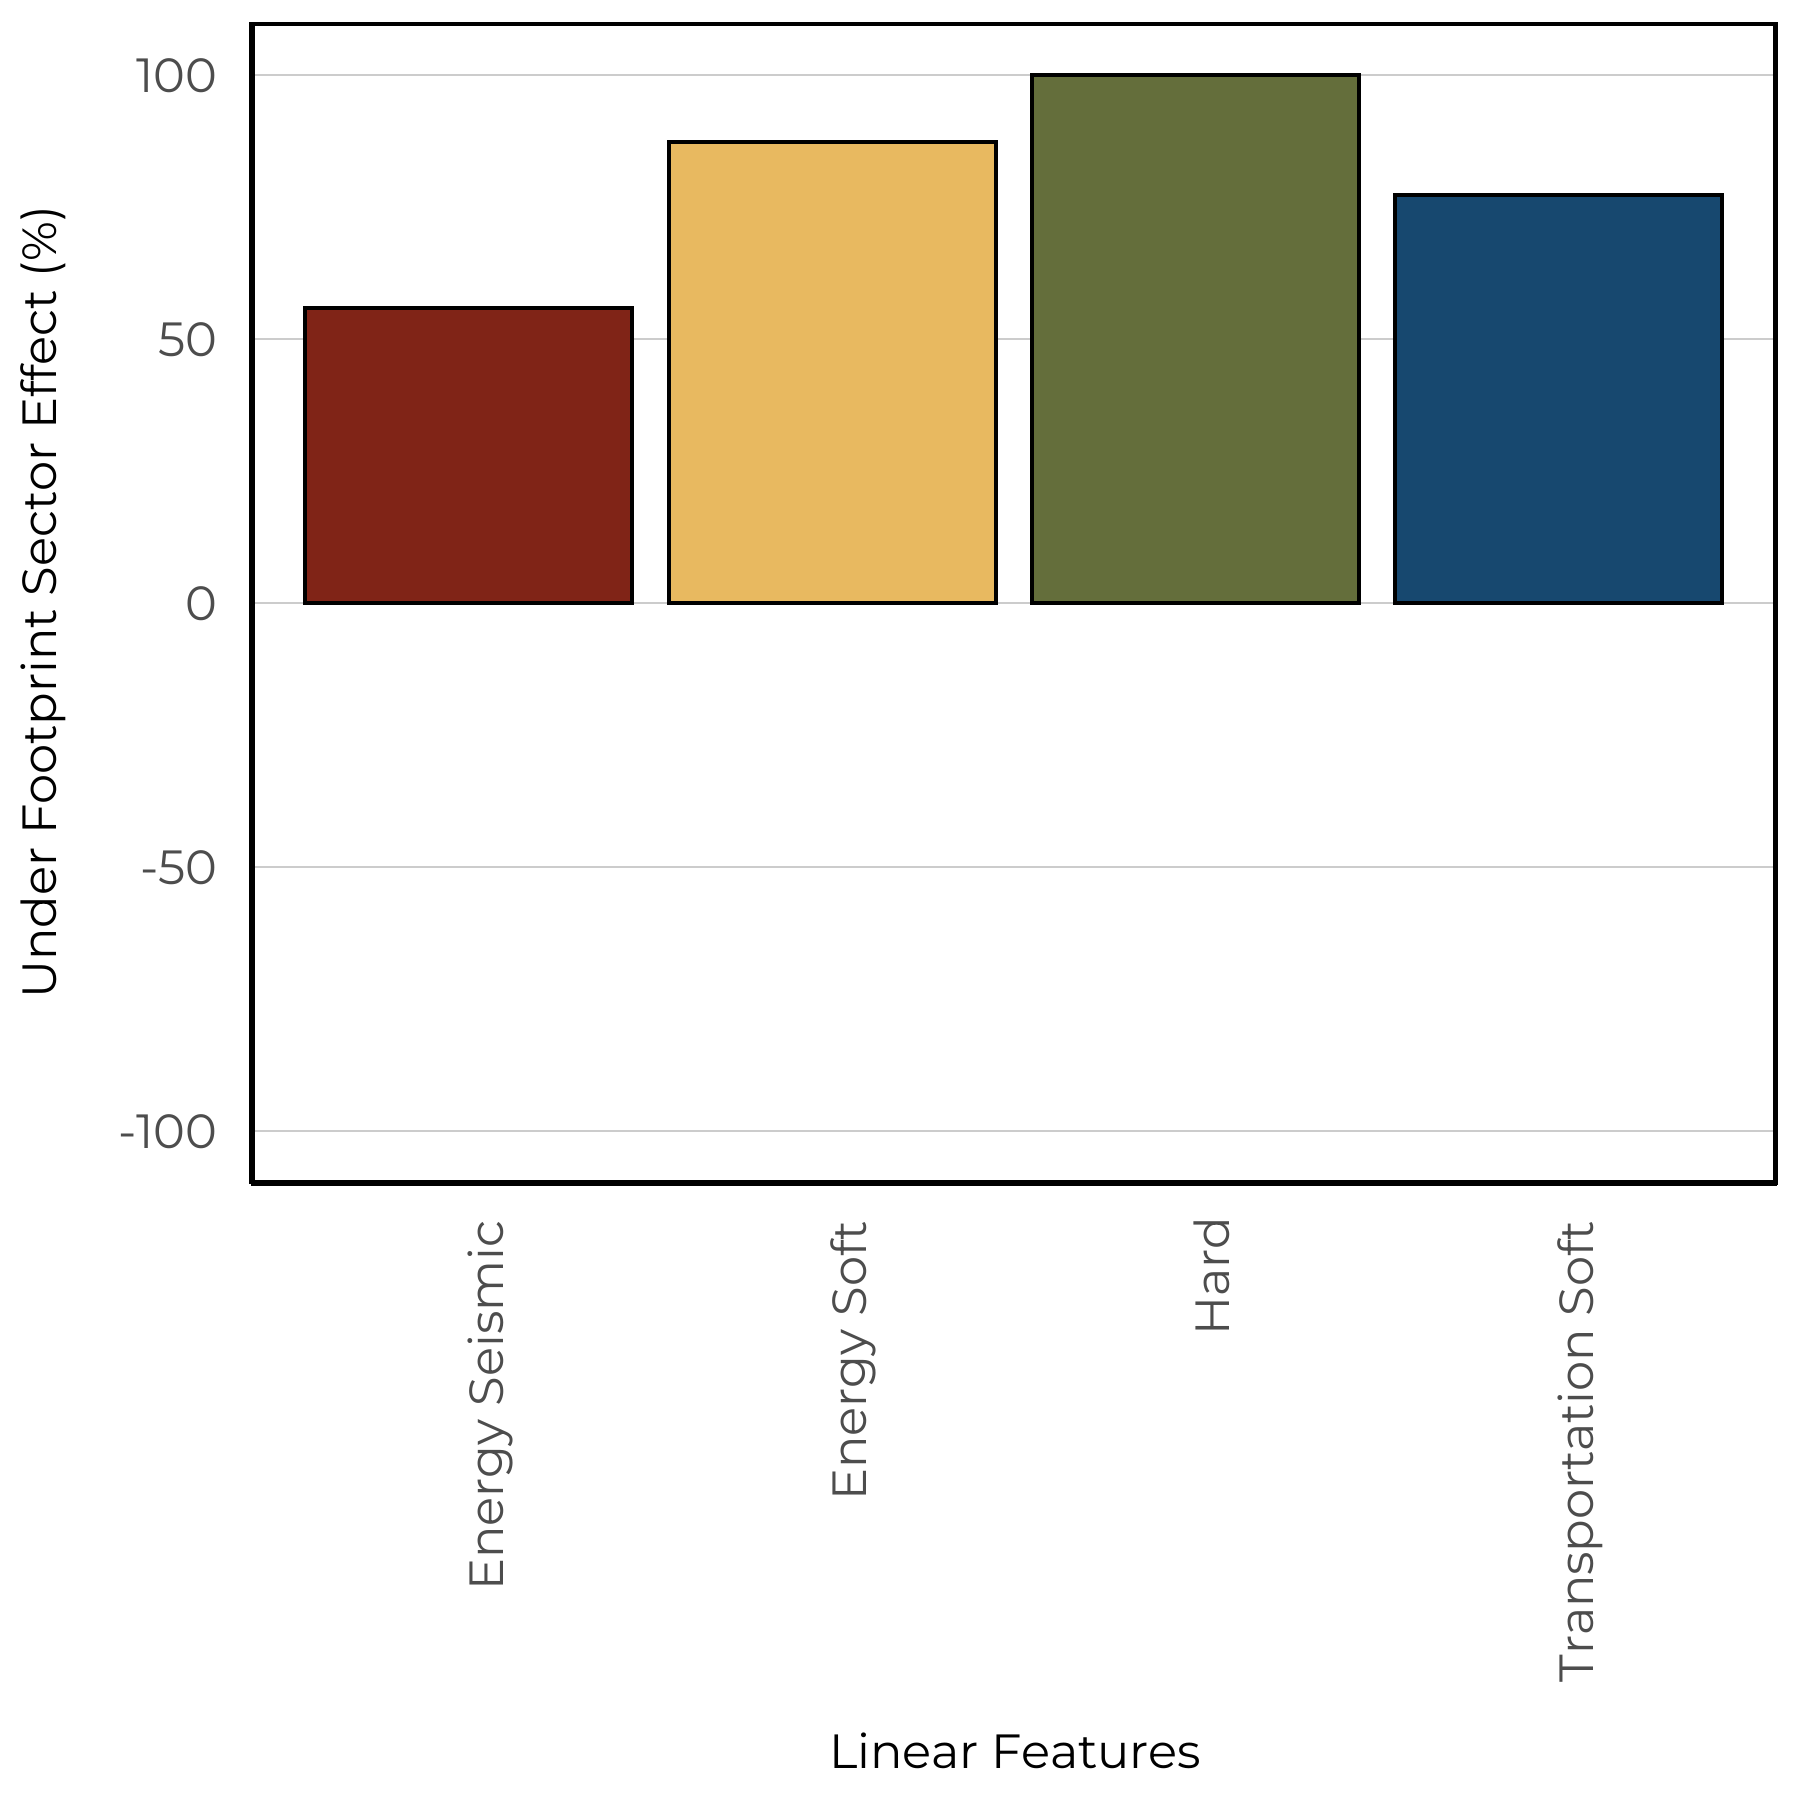 Under Footprint Sector Effect (%)
100
50
0
-50
-100
Energy Seismic
Energy Soft
Hard
Transportation Soft
Linear Features